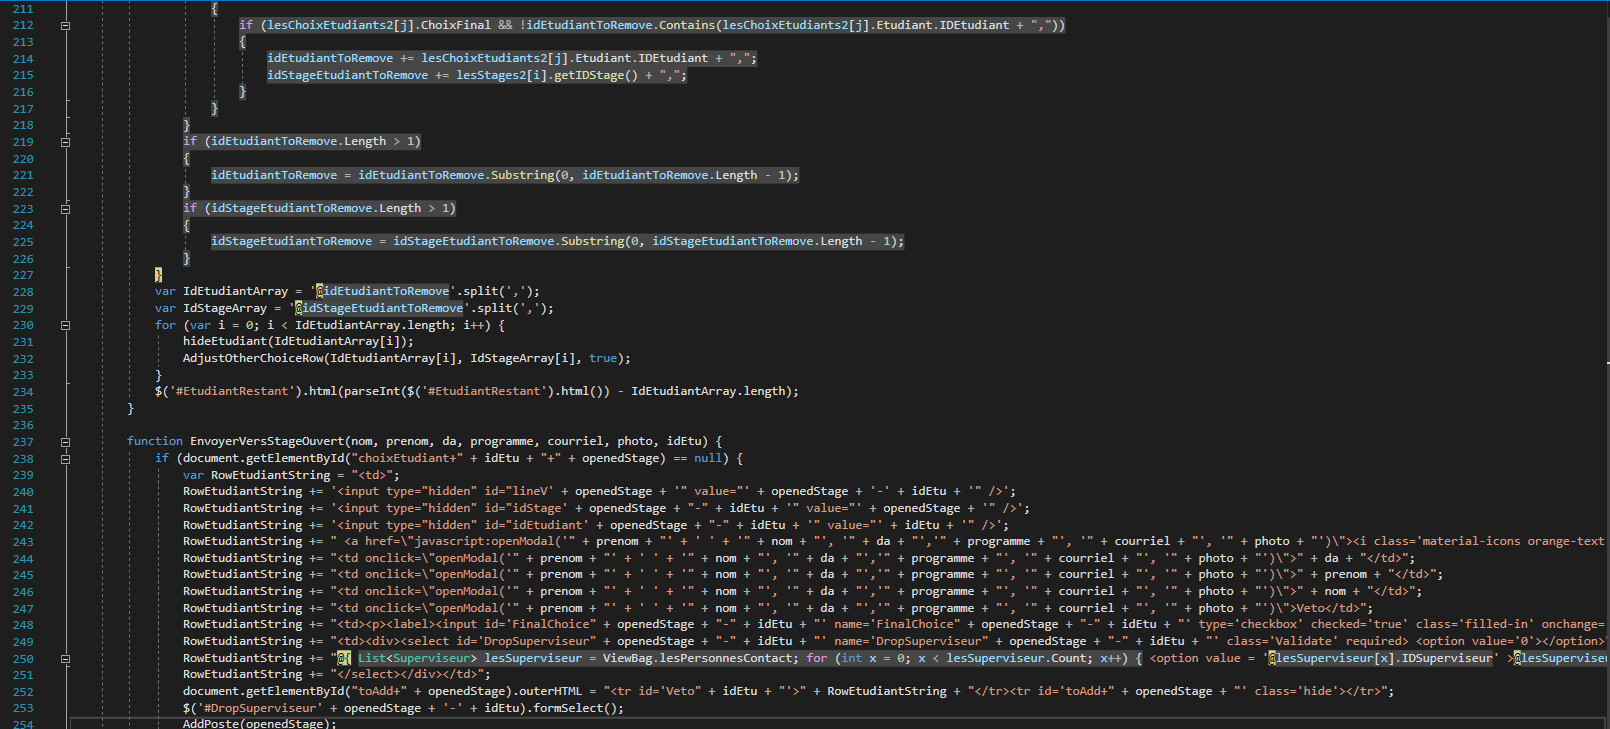 211 {
212 if (lesChoixEtudiants2[j].ChoixFinal && !idEtudiantToRemove.Contains(lesChoixEtudiants2[j].Etudiant.IDEtudiant + ","))
213 {
214 idEtudiantToRemove += lesChoixEtudiants2[j].Etudiant.IDEtudiant + ",";
215 idStageEtudiantToRemove += lesStages2[i].getIDStage() + ",";
216 }
217 }
218 }
219 if (idEtudiantToRemove.Length > 1)
220 {
221 idEtudiantToRemove = idEtudiantToRemove.Substring(0, idEtudiantToRemove.Length - 1);
222 }
223 if (idStageEtudiantToRemove.Length > 1)
224 {
225 idStageEtudiantToRemove = idStageEtudiantToRemove.Substring(0, idStageEtudiantToRemove.Length - 1);
226 }
227 }
228 var IdEtudiantArray = '@idEtudiantToRemove'.split(',');
229 var IdStageArray = '@idStageEtudiantToRemove'.split(',');
230 for (var i = 0; i < IdEtudiantArray.length; i++) {
231 hideEtudiant(IdEtudiantArray[i]);
232 AdjustOtherChoiceRow(IdEtudiantArray[i], IdStageArray[i], true);
233 }
234 $('#EtudiantRestant').html(parseInt($('#EtudiantRestant').html()) - IdEtudiantArray.length);
235 }
236
237 function EnvoyerVersStageOuvert(nom, prenom, da, programme, courriel, photo, idEtu) {
238 if (document.getElementById("choixEtudiant+" + idEtu + "+" + openedStage) == null) {
239 var RowEtudiantString = "<td>";
240 RowEtudiantString += '<input type="hidden" id="lineV' + openedStage + '" value="' + openedStage + '-' + idEtu + '" />';
241 RowEtudiantString += '<input type="hidden" id="idStage' + openedStage + "-" + idEtu + '" value="' + openedStage + '" />';
242 RowEtudiantString += '<input type="hidden" id="idEtudiant' + openedStage + "-" + idEtu + '" value="' + idEtu + '" />';
243 RowEtudiantString += " <a href=\"javascript:openModal('" + prenom + "' + ' ' + '" + nom + "', '" + da + "','" + programme + "', '" + courriel + "', '" + photo + "')\"><i class='material-icons orange-text
244 RowEtudiantString += "<td onclick=\"openModal('" + prenom + "' + ' ' + '" + nom + "', '" + da + "','" + programme + "', '" + courriel + "', '" + photo + "')\">" + da + "</td>";
245 RowEtudiantString += "<td onclick=\"openModal('" + prenom + "' + ' ' + '" + nom + "', '" + da + "','" + programme + "', '" + courriel + "', '" + photo + "')\">" + prenom + "</td>";
246 RowEtudiantString += "<td onclick=\"openModal('" + prenom + "' + ' ' + '" + nom + "', '" + da + "','" + programme + "', '" + courriel + "', '" + photo + "')\">" + nom + "</td>";
247 RowEtudiantString += "<td onclick=\"openModal('" + prenom + "' + ' ' + '" + nom + "', '" + da + "','" + programme + "', '" + courriel + "', '" + photo + "')\">Veto</td>";
248 RowEtudiantString += "<td><p><label><input id='FinalChoice" + openedStage + "-" + idEtu + "' name='FinalChoice" + openedStage + "-" + idEtu + "' type='checkbox' checked='true' class='filled-in' onchange=
249 RowEtudiantString += "<td><div><select id='DropSuperviseur" + openedStage + "-" + idEtu + "' name='DropSuperviseur" + openedStage + "-" + idEtu + "' class='Validate' required> <option value='0'></option>
250 RowEtudiantString += "@{ List<Superviseur> lesSuperviseur = ViewBag.lesPersonnesContact; for (int x = 0; x < lesSuperviseur.Count; x++) { <option value = '@lesSuperviseur[x].IDSuperviseur' >@lesSuperviseu
251 RowEtudiantString += "</select></div></td>";
252 document.getElementById("toAdd+" + openedStage).outerHTML = "<tr id='Veto" + idEtu + "'>" + RowEtudiantString + "</tr><tr id='toAdd+" + openedStage + "' class='hide'></tr>";
253 $('#DropSuperviseur' + openedStage + '-' + idEtu).formSelect();
254 AddPoste(openedStage);